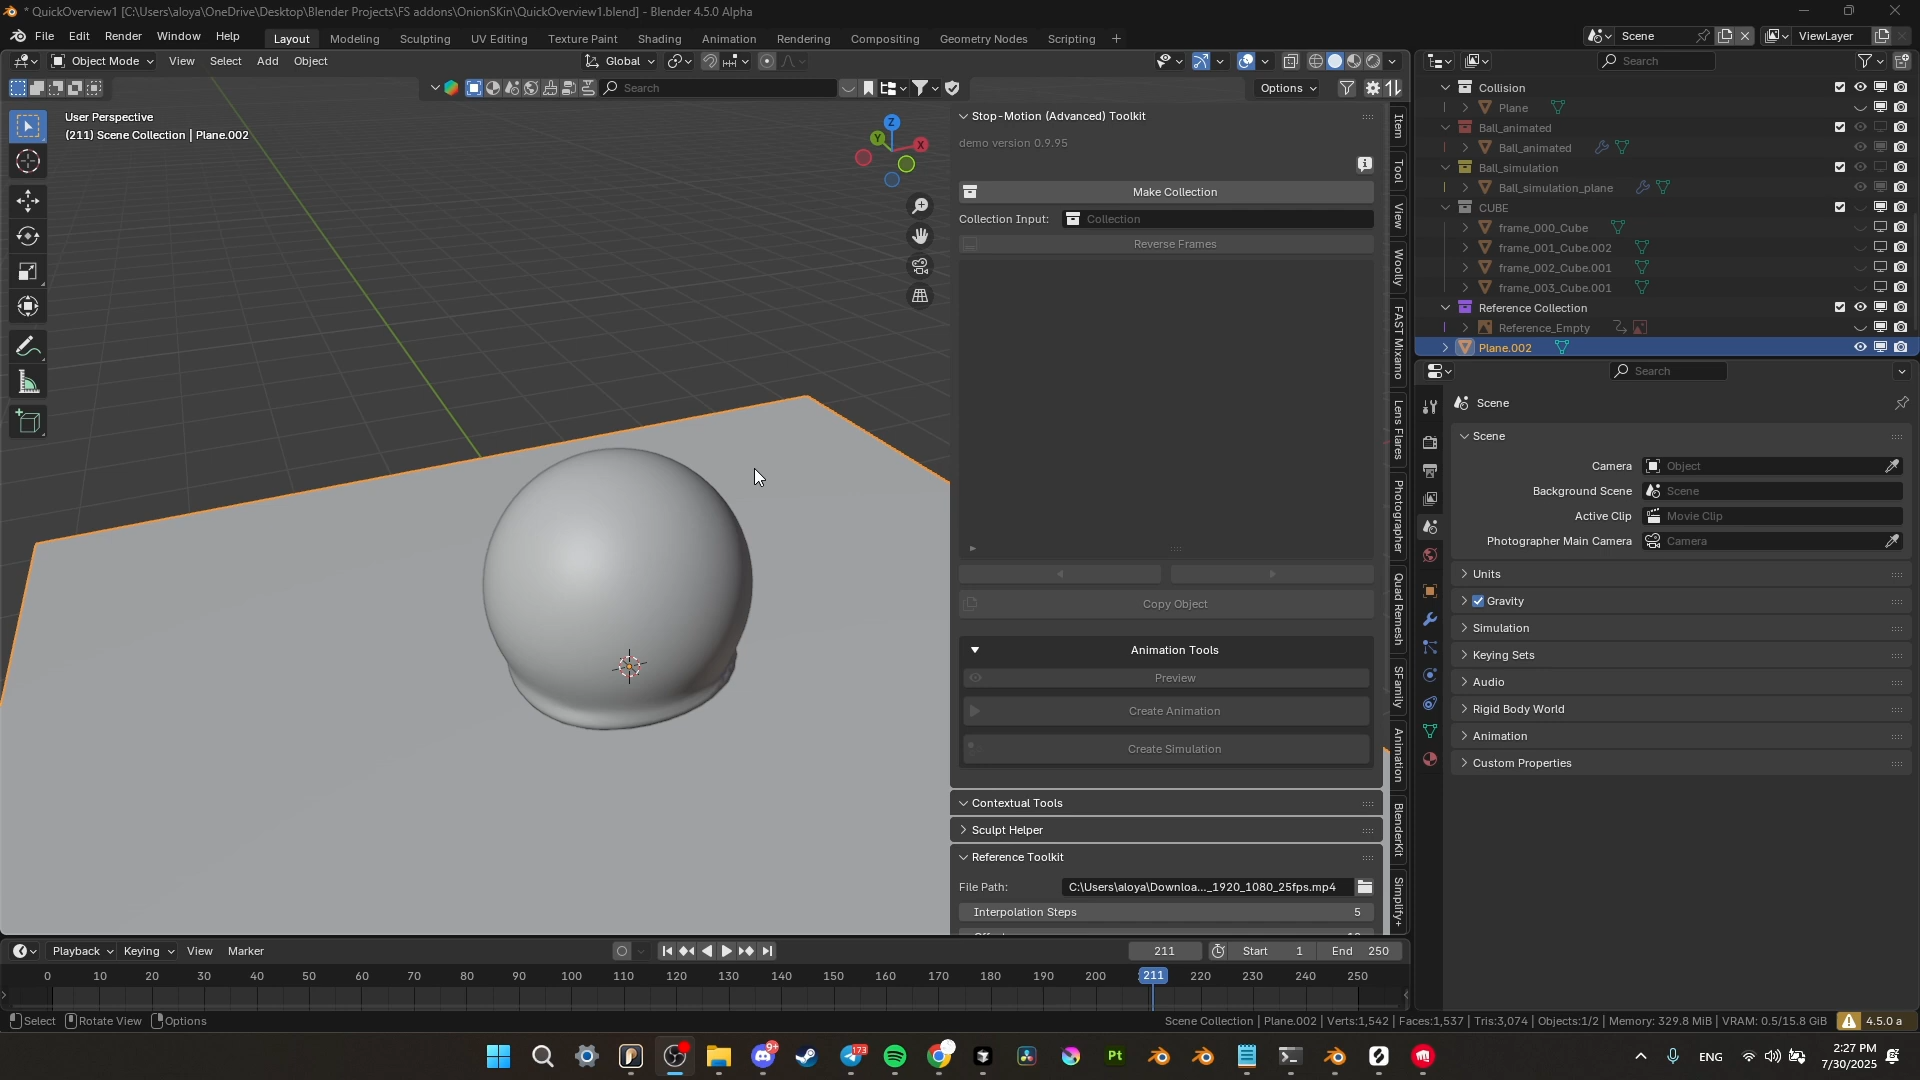 * QuickOverview1 [C:\Users\aloya\OneDrive\Desktop\Blender Projects\FS addons\OnionSKin\QuickOverview1.blend] - Blender 4.5.0 Alpha
File Edit Render Window Help Layout Modeling Sculpting UV Editing Texture Paint Shading Animation Rendering Compositing Geometry Nodes Scripting + Scene ViewLayer
Object Mode View Select Add Object Global Search
Search Options
User Perspective
(211) Scene Collection | Plane.002
Z
Y
X
Stop-Motion (Advanced) Toolkit
demo version 0.9.95
Make Collection
Collection Input: Collection
Reverse Frames
Copy Object
Animation Tools
Preview
Create Animation
Create Simulation
Contextual Tools
Sculpt Helper
Reference Toolkit
File Path: C:\Users\aloya\Downloa..._1920_1080_25fps.mp4
Interpolation Steps 5
Item
Tool
View
Woolly
FAST Mixamo
Lens Flares
Photographer
Quad Remesh
SFamily
Animation
BlenderKit
Simplify+
Collision
Plane
Ball_animated
Ball_animated
Ball_simulation
Ball_simulation_plane
CUBE
frame_000_Cube
frame_001_Cube.002
frame_002_Cube.001
frame_003_Cube.001
Reference Collection
Reference_Empty
Plane.002
Search
Scene
Scene
Camera Object
Background Scene Scene
Active Clip Movie Clip
Photographer Main Camera Camera
Units
Gravity
Simulation
Keying Sets
Audio
Rigid Body World
Animation
Custom Properties
Playback Keying View Marker 211 Start 1 End 250
0 10 20 30 40 50 60 70 80 90 100 110 120 130 140 150 160 170 180 190 200 211 220 230 240 250
Select Rotate View Options Scene Collection | Plane.002 | Verts:1,542 | Faces:1,537 | Tris:3,074 | Objects:1/2 | Memory: 329.8 MiB | VRAM: 0.5/15.8 GiB 4.5.0 a
9+ 173 Pt ENG 2:27 PM
7/30/2025